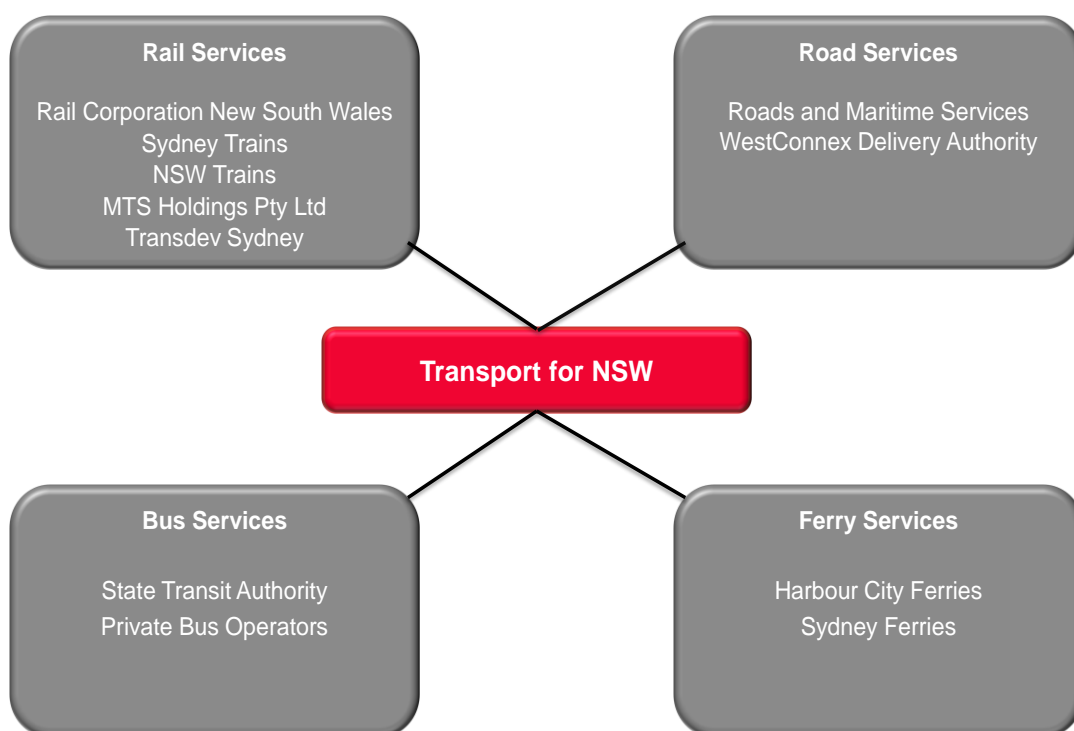 Rail Services
Rail Corporation New South Wales
Sydney Trains
NSW Trains
MTS Holdings Pty Ltd
Transdev Sydney
Road Services
Roads and Maritime Services
WestConnex Delivery Authority
Transport for NSW
Bus Services
State Transit Authority
Private Bus Operators
Ferry Services
Harbour City Ferries
Sydney Ferries